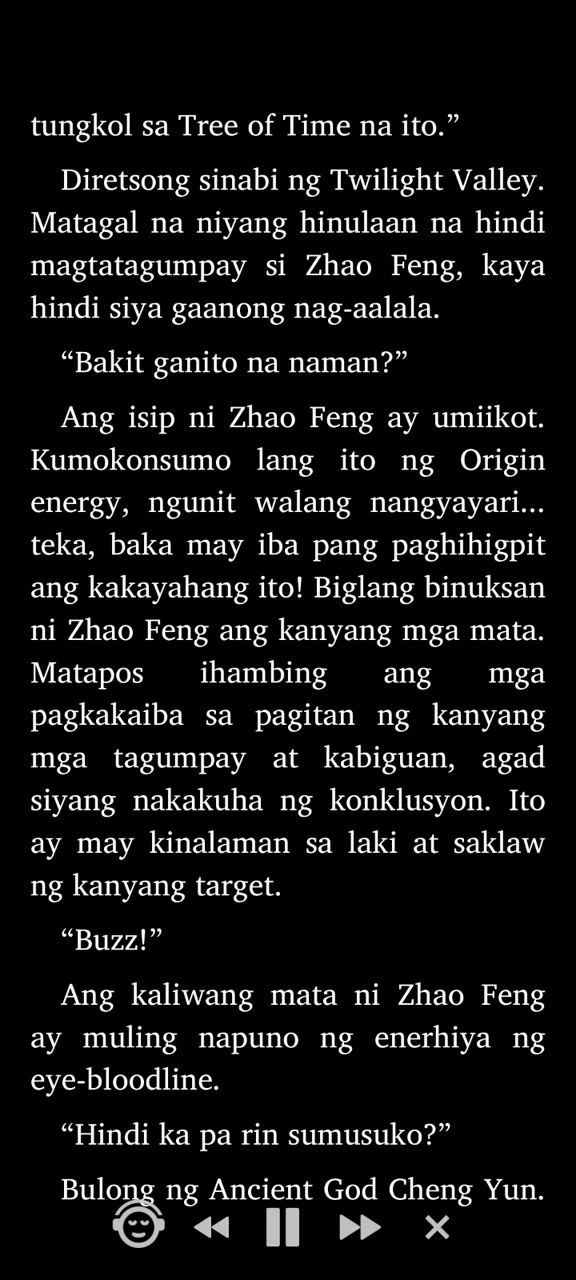 tungkol sa Tree of Time na ito.”
Diretsong sinabi ng Twilight Valley.
Matagal na niyang hinulaan na hindi
magtatagumpay si Zhao Feng, kaya
hindi siya gaanong nag-aalala.
“Bakit ganito na naman?”
Ang isip ni Zhao Feng ay umiikot.
Kumokonsumo lang ito ng Origin
energy, ngunit walang nangyayari...
teka, baka may iba pang paghihigpit
ang kakayahang ito! Biglang binuksan
ni Zhao Feng ang kanyang mga mata.
Matapos ihambing ang mga
pagkakaiba sa pagitan ng kanyang
mga tagumpay at kabiguan, agad
siyang nakakuha ng konklusyon. Ito
ay may kinalaman sa laki at saklaw
ng kanyang target.
“Buzz!”
Ang kaliwang mata ni Zhao Feng
ay muling napuno ng enerhiya ng
eye-bloodline.
“Hindi ka pa rin sumusuko?”
Bulong ng Ancient God Cheng Yun.